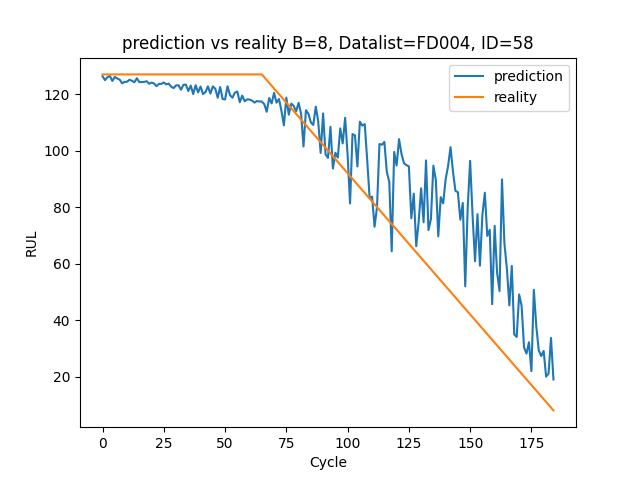 prediction vs reality B=8, Datalist=FD004, ID=58
prediction
reality
120
100
80
60
40
20
RUL
0 25 50 75 100 125 150 175
Cycle